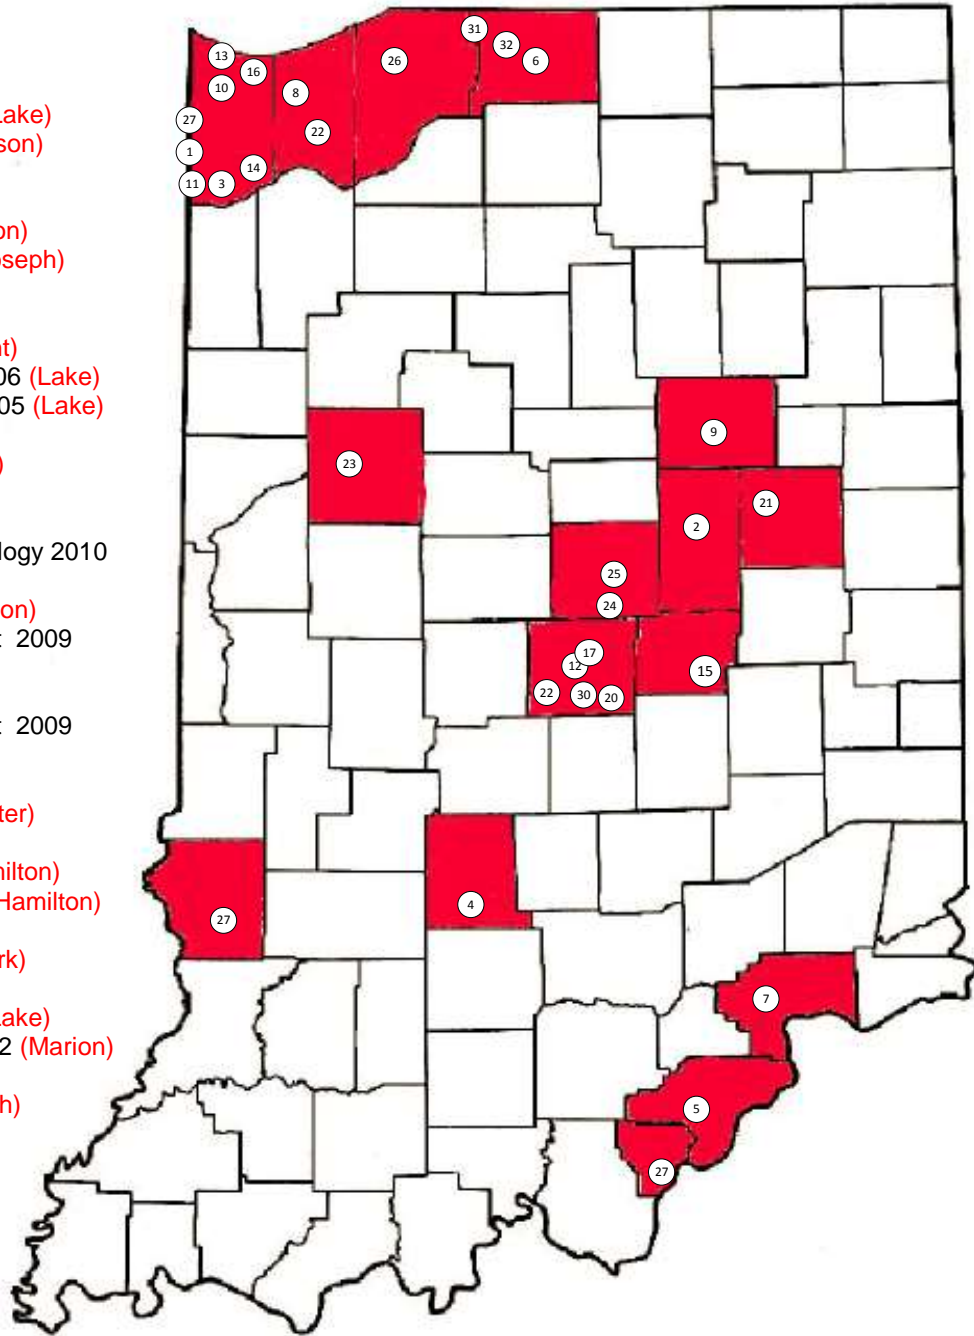 Lake)
son)
on)
oseph)
nt)
06 (Lake)
05 (Lake)
)
logy 2010
on)
t 2009
t 2009
ter)
milton)
Hamilton)
rk)
Lake)
2 (Marion)
h)
31
13
32
16
26
6
10
8
27
22
1
14
11
3
9
23
21
2
25
24
17
12
15
22
30
20
4
27
7
5
27